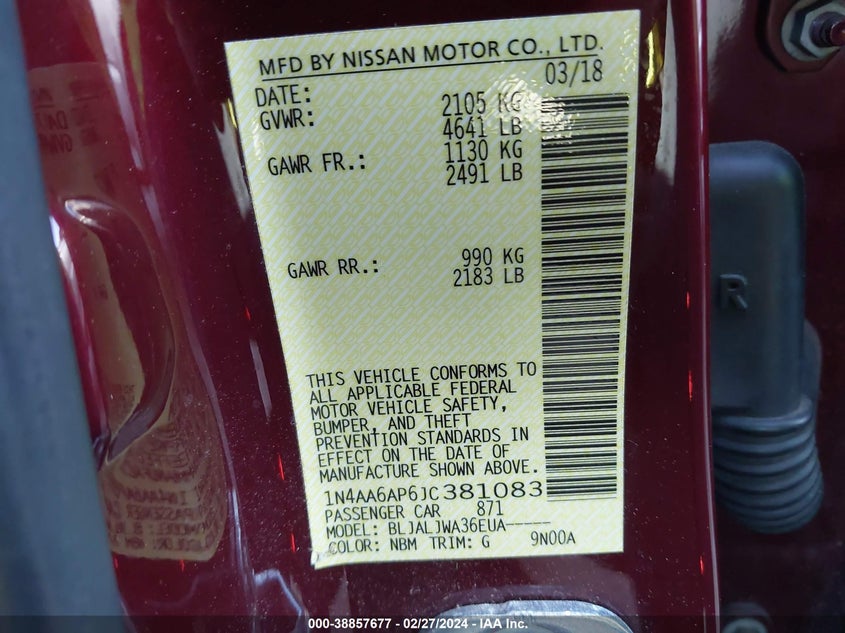 MFD BY NISSAN MOTOR CO., LTD.
DATE: 03/18
GVWR: 2105 KG
4641 LB
GAWR FR.: 1130 KG
2491 LB
GAWR RR.: 990 KG
2183 LB
THIS VEHICLE CONFORMS TO
ALL APPLICABLE FEDERAL
MOTOR VEHICLE SAFETY,
BUMPER, AND THEFT
PREVENTION STANDARDS IN
EFFECT ON THE DATE OF
MANUFACTURE SHOWN ABOVE.
1N4AA6AP6JC381083
PASSENGER CAR 871
MODEL: BLJALJWA36EUA------
COLOR: NBM TRIM: G 9N00A
R
000-38857677 - 02/27/2024 - IAA Inc.